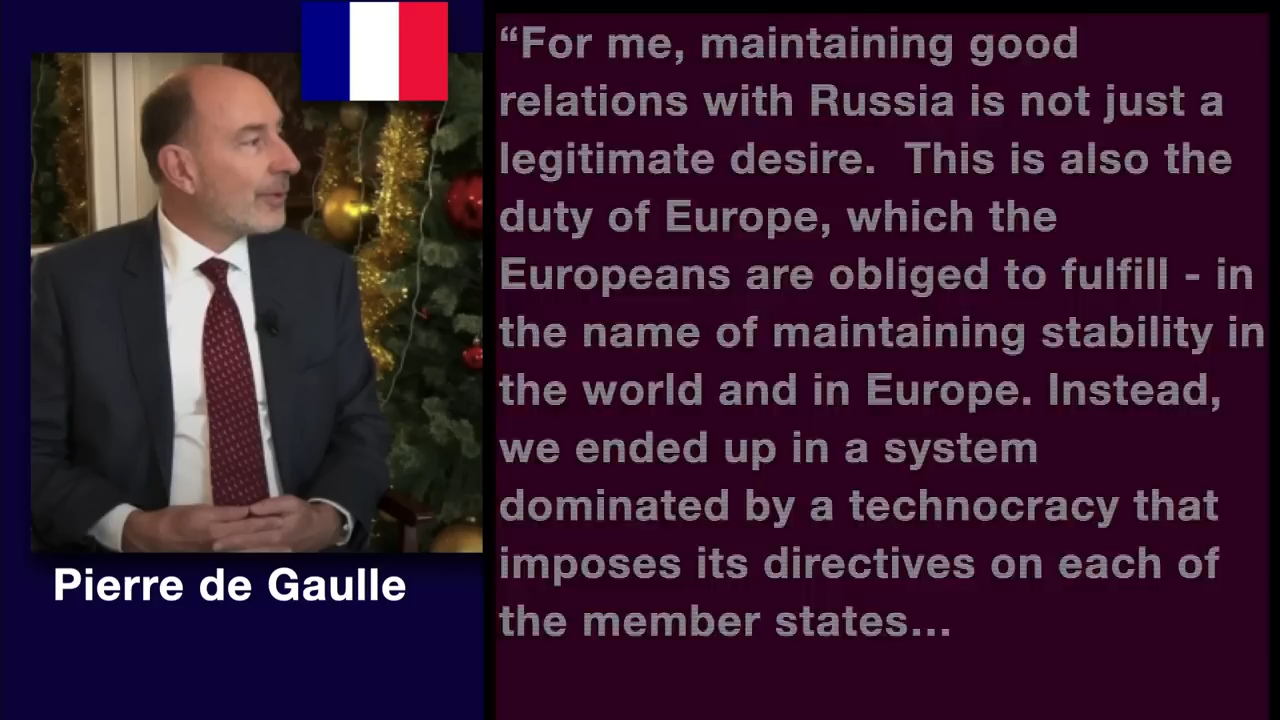 “For me, maintaining good
relations with Russia is not just a
legitimate desire.  This is also the
duty of Europe, which the
Europeans are obliged to fulfill - in
the name of maintaining stability in
the world and in Europe. Instead,
we ended up in a system
dominated by a technocracy that
imposes its directives on each of
the member states...
Pierre de Gaulle